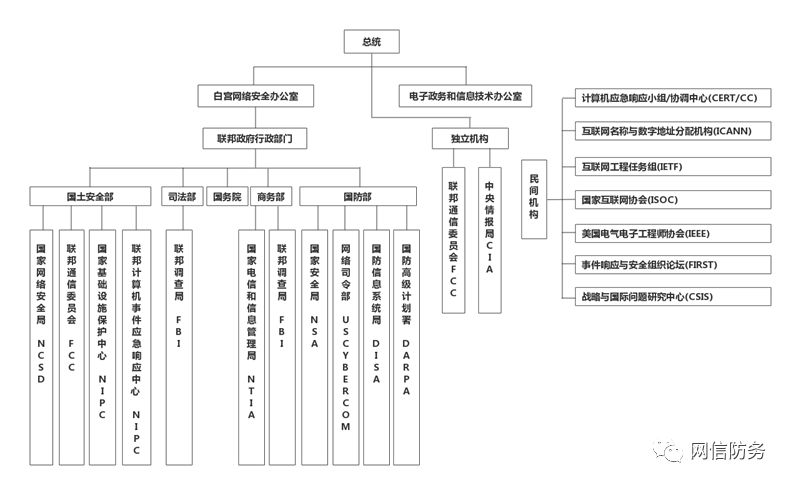 总统
白宫网络安全办公室
电子政务和信息技术办公室
联邦政府行政部门
独立机构
国土安全部
司法部
国务院
商务部
国防部
国家网络安全局 NCSD
联邦通信委员会 FCC
国家基础设施保护中心 NIPC
联邦计算机事件应急响应中心 NIPC
联邦调查局 FBI
国家电信和信息管理局 NTIA
联邦调查局 FBI
国家安全局 NSA
网络司令部 USCYBERCOM
国防信息系统局 DISA
国防高级计划署 DARPA
联邦通信委员会FCC
中央情报局CIA
民间机构
计算机应急响应小组/协调中心(CERT/CC)
互联网名称与数字地址分配机构(ICANN)
互联网工程任务组(IETF)
国家互联网协会(ISOC)
美国电气电子工程师协会(IEEE)
事件响应与安全组织论坛(FIRST)
战略与国际问题研究中心(CSIS)
网信防务